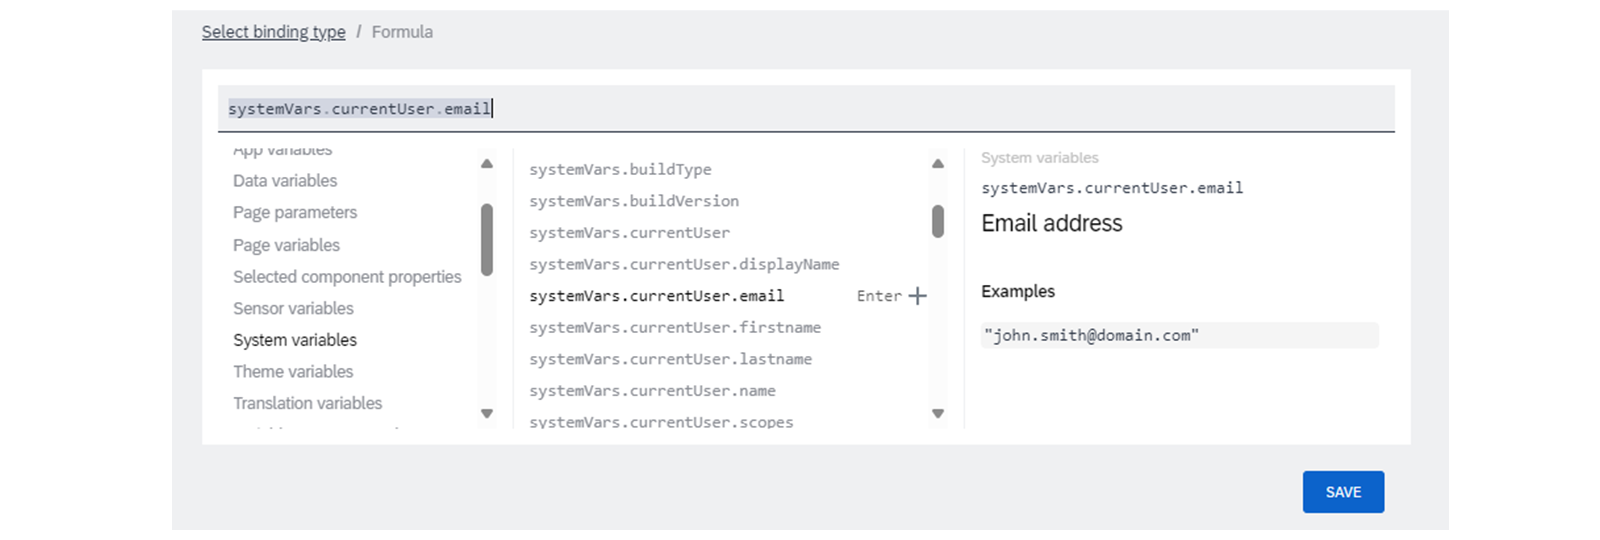 Select binding type / Formula
systemVars.currentUser.email
App variables
Data variables
Page parameters
Page variables
Selected component properties
Sensor variables
System variables
Theme variables
Translation variables
systemVars.buildType
systemVars.buildVersion
systemVars.currentUser
systemVars.currentUser.displayName
systemVars.currentUser.email Enter +
systemVars.currentUser.firstname
systemVars.currentUser.lastname
systemVars.currentUser.name
systemVars.currentUser.scopes
System variables
systemVars.currentUser.email
Email address
Examples
"john.smith@domain.com"
SAVE